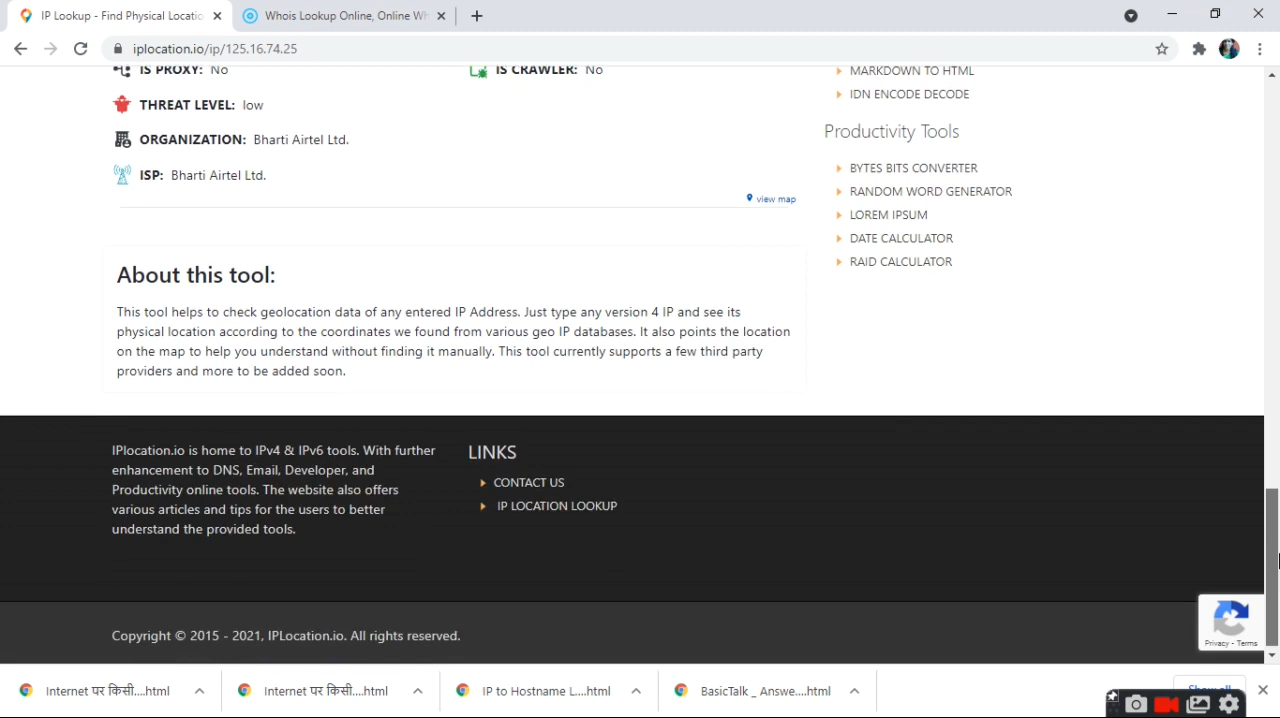 IP Lookup - Find Physical Locatio
Whois Lookup Online, Online Wh
iplocation.io/ip/125.16.74.25
IS PROXY: No
IS CRAWLER: No
THREAT LEVEL: low
ORGANIZATION: Bharti Airtel Ltd.
ISP: Bharti Airtel Ltd.
view map
MARKDOWN TO HTML
IDN ENCODE DECODE
Productivity Tools
BYTES BITS CONVERTER
RANDOM WORD GENERATOR
LOREM IPSUM
DATE CALCULATOR
RAID CALCULATOR
About this tool:
This tool helps to check geolocation data of any entered IP Address. Just type any version 4 IP and see its
physical location according to the coordinates we found from various geo IP databases. It also points the location
on the map to help you understand without finding it manually. This tool currently supports a few third party
providers and more to be added soon.
IPlocation.io is home to IPv4 & IPv6 tools. With further
enhancement to DNS, Email, Developer, and
Productivity online tools. The website also offers
various articles and tips for the users to better
understand the provided tools.
LINKS
CONTACT US
IP LOCATION LOOKUP
Copyright © 2015 - 2021, IPLocation.io. All rights reserved.
Privacy - Terms
Internet पर किसी....html
Internet पर किसी....html
IP to Hostname L....html
BasicTalk _ Answe....html
Show all